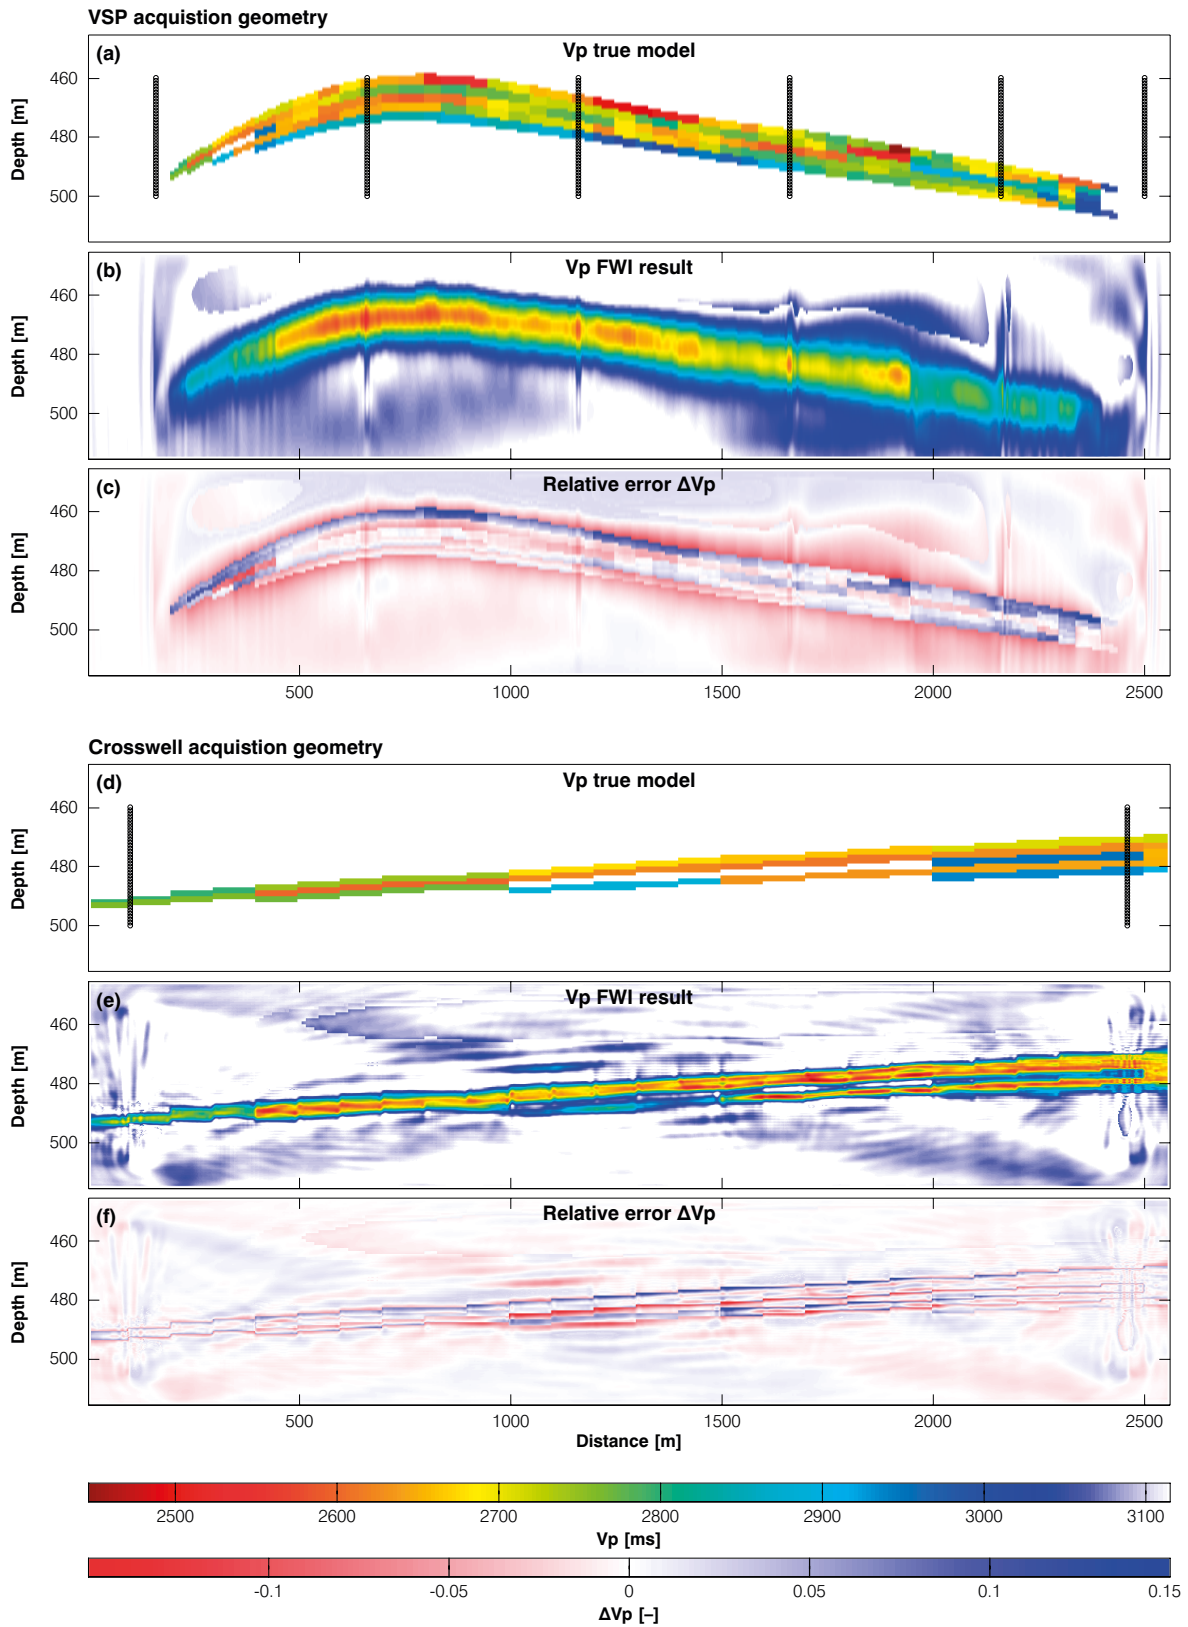 VSP acquistion geometry
(a)
Vp true model
460
480
500
Depth [m]
(b)
Vp FWI result
460
480
500
Depth [m]
(c)
Relative error ΔVp
460
480
500
Depth [m]
500 1000 1500 2000 2500
Crosswell acquistion geometry
(d)
Vp true model
460
480
500
Depth [m]
(e)
Vp FWI result
460
480
500
Depth [m]
(f)
Relative error ΔVp
460
480
500
Depth [m]
500 1000 1500 2000 2500
Distance [m]
2500 2600 2700 2800 2900 3000 3100
Vp [ms]
-0.1 -0.05 0 0.05 0.1 0.15
ΔVp [–]